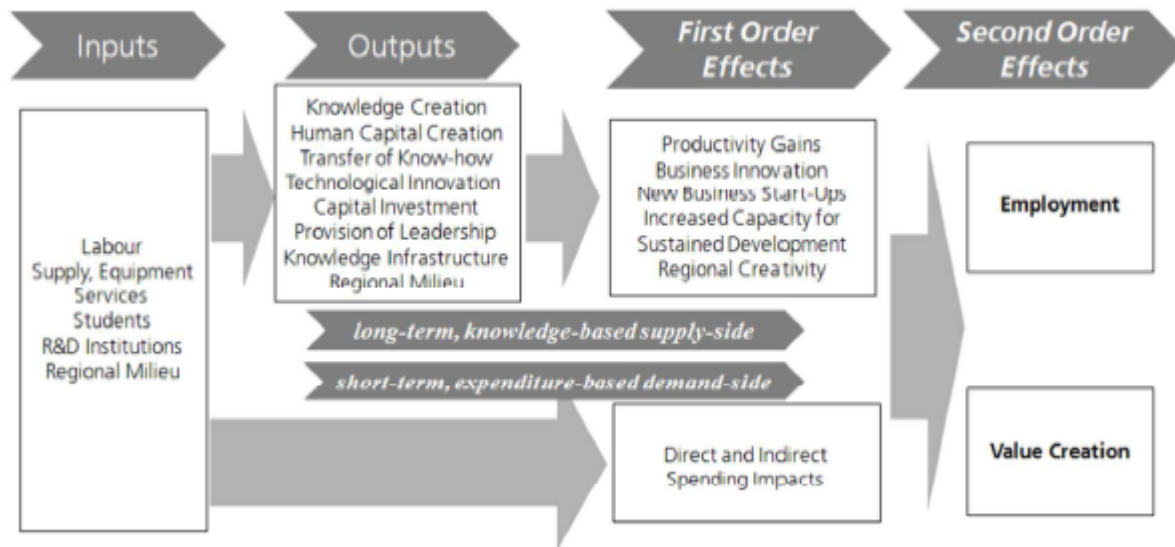 Inputs
Outputs
First Order
Effects
Second Order
Effects
Labour
Supply, Equipment
Services
Students
R&D Institutions
Regional Milieu
Knowledge Creation
Human Capital Creation
Transfer of Know-how
Technological Innovation
Capital Investment
Provision of Leadership
Knowledge Infrastructure
Regional Milieu
Productivity Gains
Business Innovation
New Business Start-Ups
Increased Capacity for
Sustained Development
Regional Creativity
Employment
long-term, knowledge-based supply-side
short-term, expenditure-based demand-side
Direct and Indirect
Spending Impacts
Value Creation